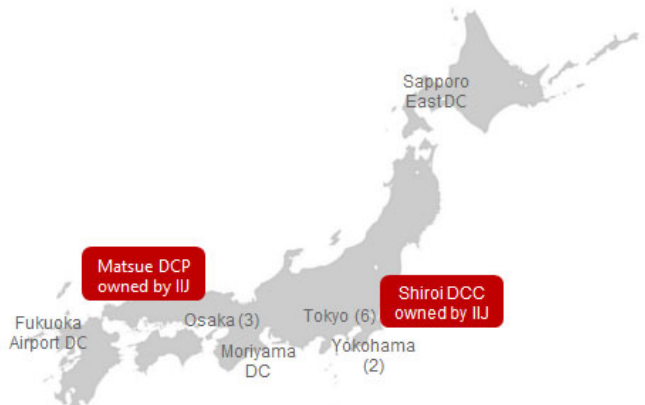 Sapporo
East DC
Matsue DCP
owned by IIJ
Shiroi DCC
owned by IIJ
Fukuoka
Airport DC
Osaka (3)
Tokyo (6)
Moriyama
DC
Yokohama
(2)